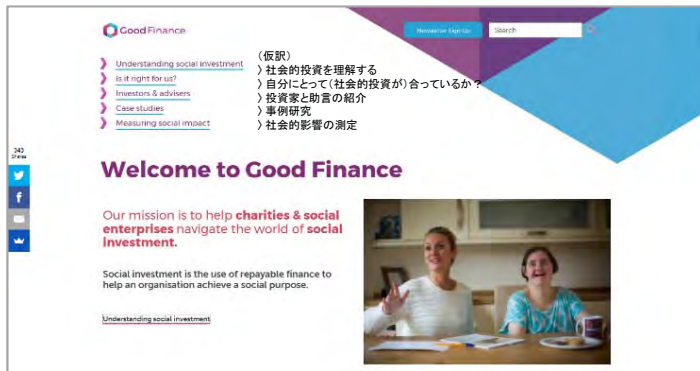 Good Finance
Newsletter Sign Up
Search
Understanding social investment
Is it right for us?
Investors & advisers
Case studies
Measuring social impact
（仮訳）
〉社会的投資を理解する
〉自分にとって（社会的投資が）合っているか？
〉投資家と助言の紹介
〉事例研究
〉社会的影響の測定
343
Shares
Welcome to Good Finance
Our mission is to help charities & social
enterprises navigate the world of social
investment.
Social investment is the use of repayable finance to
help an organisation achieve a social purpose.
Understanding social investment